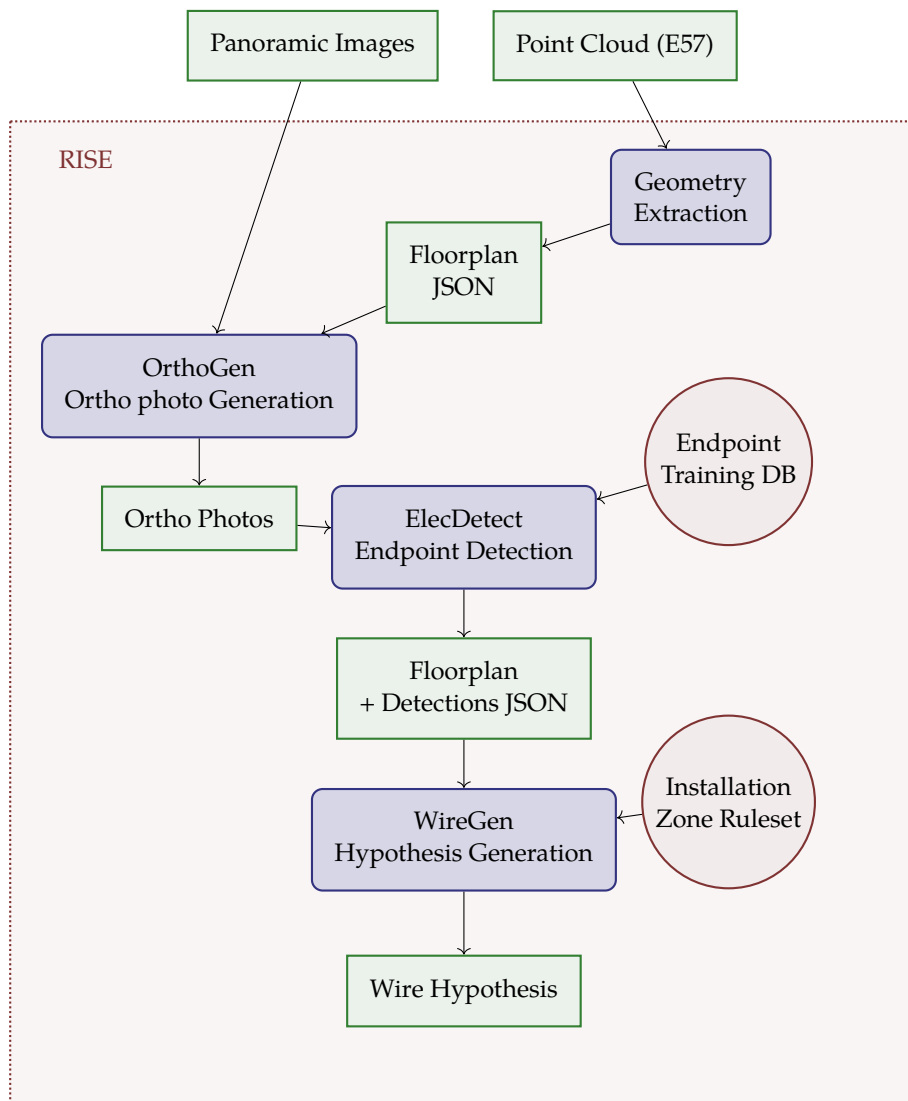 Panoramic Images
Point Cloud (E57)
RISE
Geometry
Extraction
Floorplan
JSON
OrthoGen
Ortho photo Generation
Endpoint
Training DB
Ortho Photos
ElecDetect
Endpoint Detection
Floorplan
+ Detections JSON
Installation
Zone Ruleset
WireGen
Hypothesis Generation
Wire Hypothesis